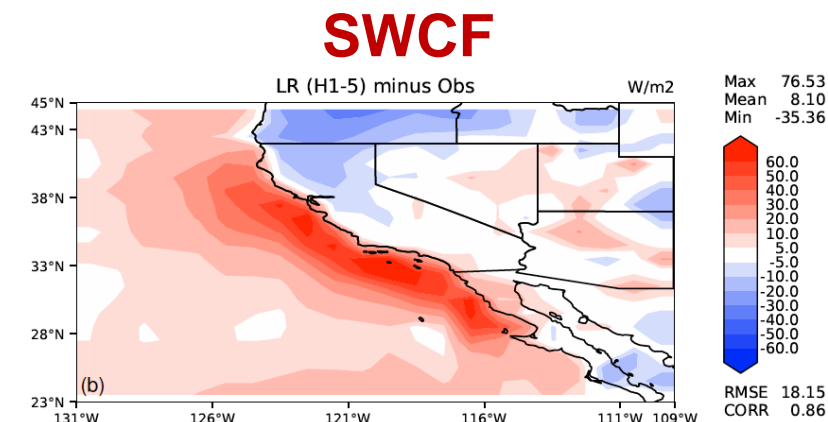 SWCF
LR (H1-5) minus Obs
W/m2
Max 76.53
Mean 8.10
Min -35.36
45°N
43°N
38°N
33°N
28°N
23°N
(b)
131°W
126°W
121°W
116°W
111°W
109°W
60.0
50.0
40.0
30.0
20.0
10.0
5.0
-5.0
-10.0
-20.0
-30.0
-40.0
-50.0
-60.0
RMSE 18.15
CORR 0.86